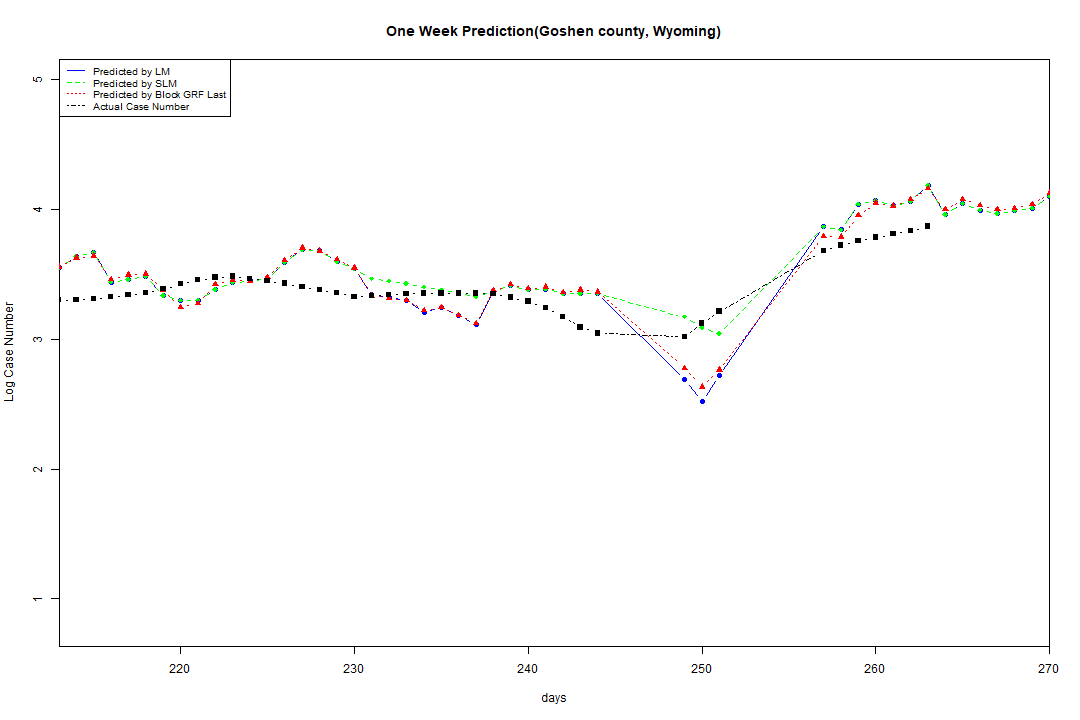 One Week Prediction(Goshen county, Wyoming)
Predicted by LM
Predicted by SLM
Predicted by Block GRF Last
Actual Case Number
5
4
3
2
1
Log Case Number
220 230 240 250 260 270
days